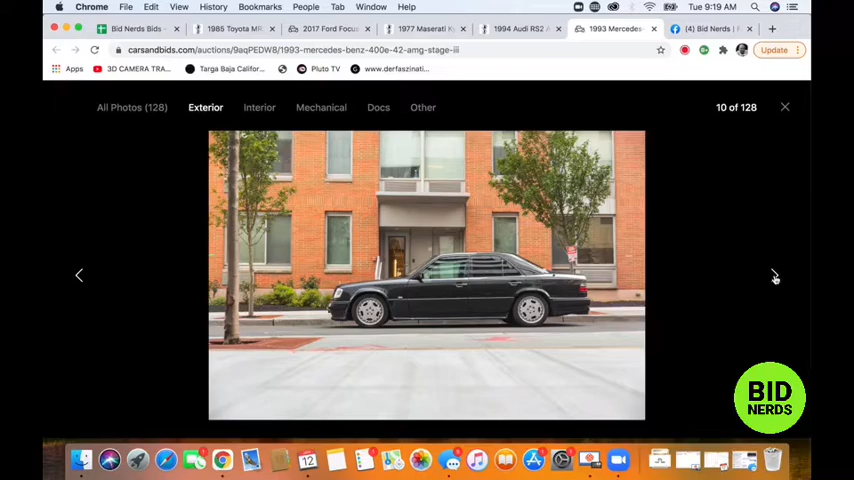 Chrome File Edit View History Bookmarks People Tab Window Help Tue 9:19 AM
Bid Nerds Bids - 1985 Toyota MR. 2017 Ford Focus 1977 Maserati Ky 1994 Audi RS2 A 1993 Mercedes- (4) Bid Nerds | F
carsandbids.com/auctions/9aqPEDW8/1993-mercedes-benz-400e-42-amg-stage-iii Update
Apps 3D CAMERA TRA... Targa Baja Californ... Pluto TV www.derfaszinati...
All Photos (128) Exterior Interior Mechanical Docs Other 10 of 128
BID
NERDS
12